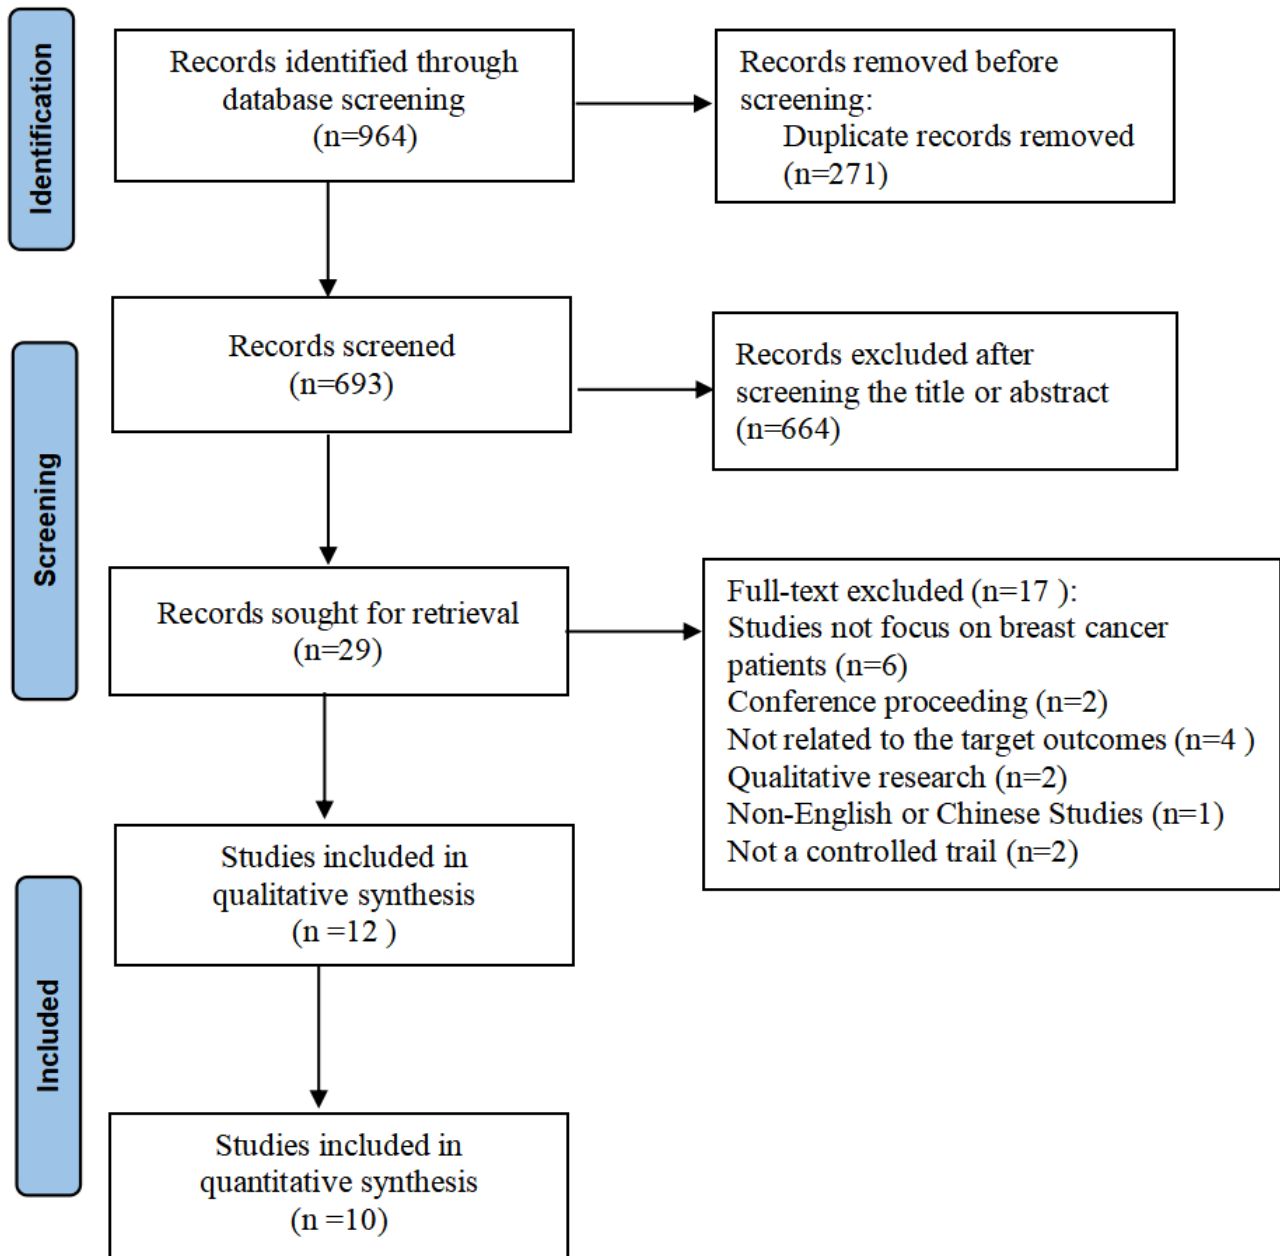 Identification
Records identified through
database screening
(n=964)
Records removed before
screening:
Duplicate records removed
(n=271)
Screening
Records screened
(n=693)
Records excluded after
screening the title or abstract
(n=664)
Records sought for retrieval
(n=29)
Full-text excluded (n=17 ):
Studies not focus on breast cancer
patients (n=6)
Conference proceeding (n=2)
Not related to the target outcomes (n=4 )
Qualitative research (n=2)
Non-English or Chinese Studies (n=1)
Not a controlled trail (n=2)
Included
Studies included in
qualitative synthesis
(n =12 )
Studies included in
quantitative synthesis
(n =10)